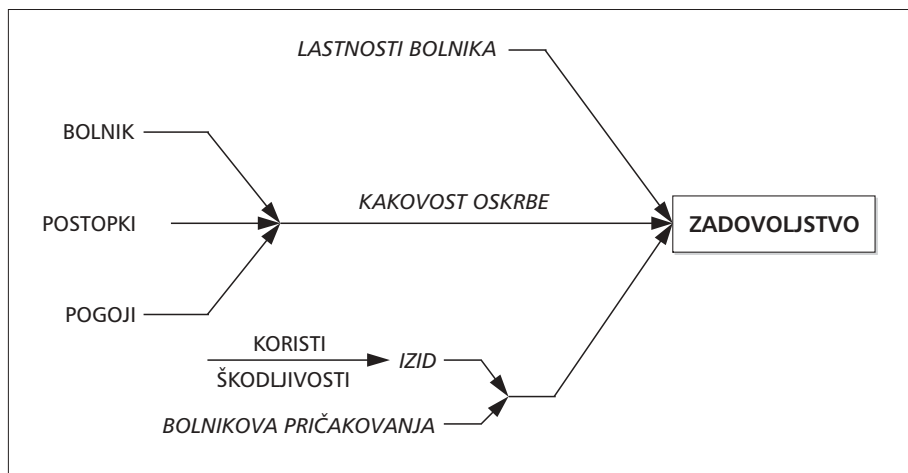 LASTNOSTI BOLNIKA
BOLNIK
KAKOVOST OSKRBE
POSTOPKI
ZADOVOLJSTVO
POGOJI
KORISTI
IZID
ŠKODLJIVOSTI
BOLNIKOVA PRIČAKOVANJA